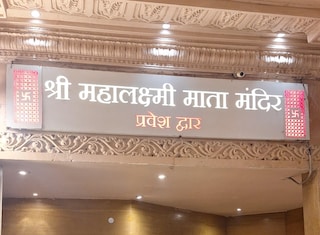 श्री महालक्ष्मी माता मंदिर
प्रवेश द्वार